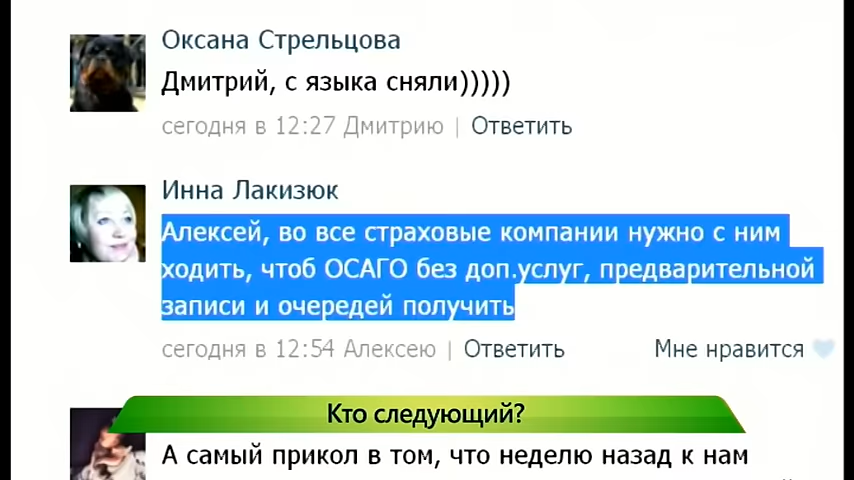 Оксана Стрельцова
Дмитрий, с языка сняли)))))
сегодня в 12:27 Дмитрию | Ответить
Инна Лакизюк
Алексей, во все страховые компании нужно с ним
ходить, чтоб ОСАГО без доп.услуг, предварительной
записи и очередей получить
сегодня в 12:54 Алексею | Ответить Мне нравится
Кто следующий?
А самый прикол в том, что неделю назад к нам